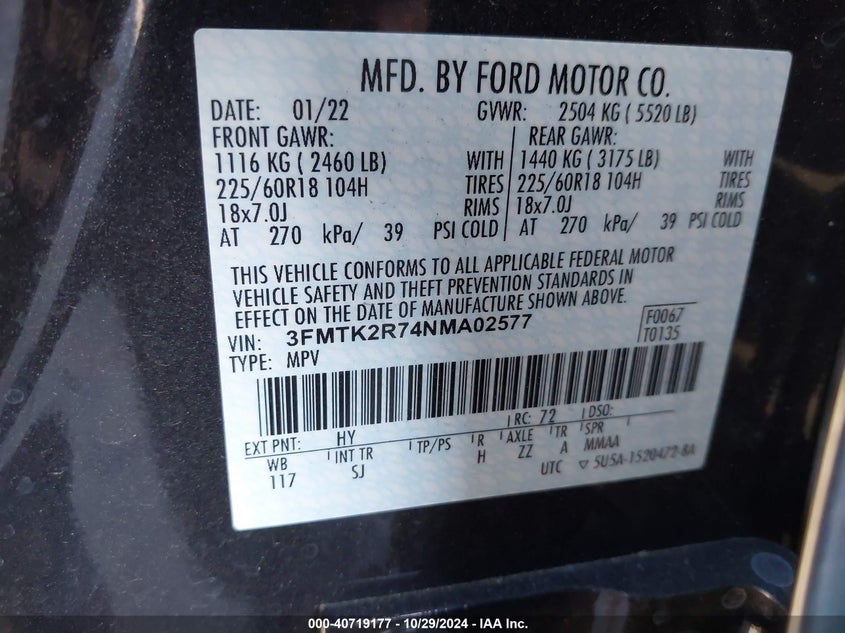 MFD. BY FORD MOTOR CO.
DATE: 01/22 GVWR: 2504 KG ( 5520 LB)
FRONT GAWR: REAR GAWR:
1116 KG ( 2460 LB) WITH 1440 KG ( 3175 LB) WITH
225/60R18 104H TIRES 225/60R18 104H TIRES
18x7.0J RIMS 18x7.0J RIMS
AT 270 kPa/ 39 PSI COLD AT 270 kPa/ 39 PSI COLD
THIS VEHICLE CONFORMS TO ALL APPLICABLE FEDERAL MOTOR
VEHICLE SAFETY AND THEFT PREVENTION STANDARDS IN
EFFECT ON THE DATE OF MANUFACTURE SHOWN ABOVE.
VIN: 3FMTK2R74NMA02577 F0067
TYPE: MPV T0135
EXT PNT: HY RC: 72 DSO:
WB INT TR TP/PS R AXLE TR SPR
117 SJ H ZZ A MMAA
UTC ▽ 5U5A-1520472-8A
000-40719177 - 10/29/2024 - IAA Inc.